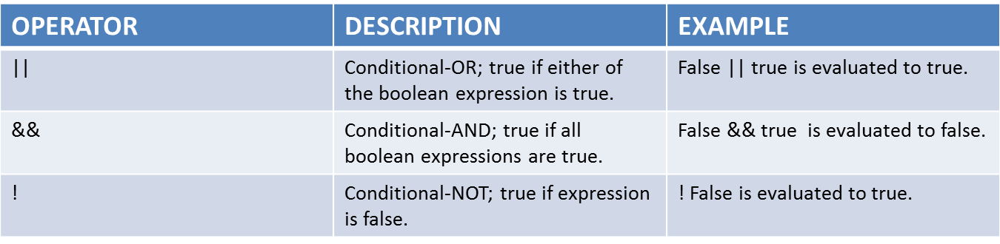 OPERATOR DESCRIPTION EXAMPLE
|| Conditional-OR; true if either of False || true is evaluated to true.
the boolean expression is true.
&& Conditional-AND; true if all False && true  is evaluated to false.
boolean expressions are true.
! Conditional-NOT; true if expression ! False is evaluated to true.
is false.